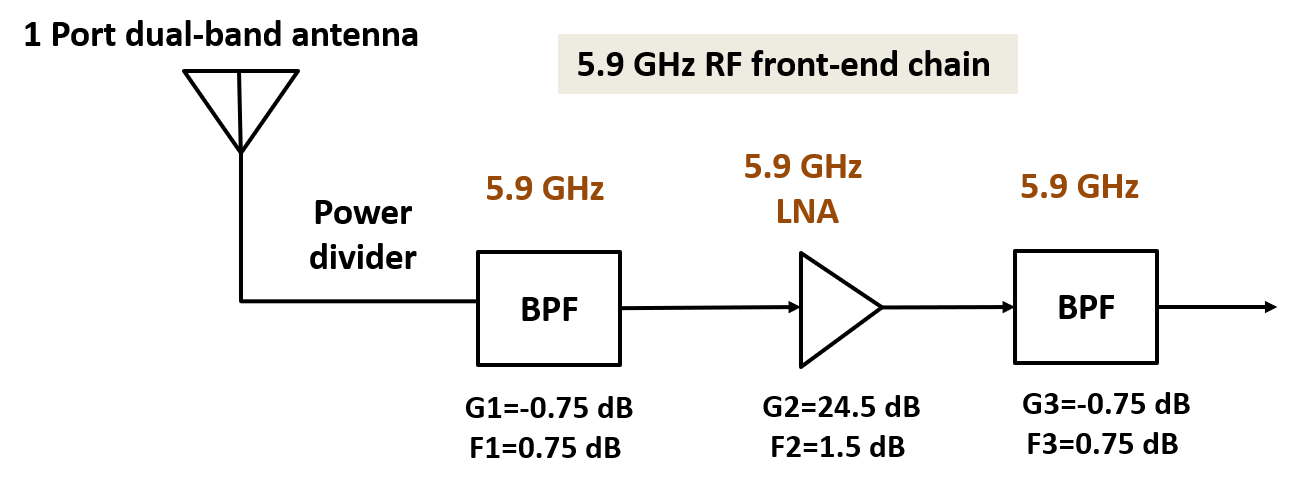 1 Port dual-band antenna
5.9 GHz RF front-end chain
Power
divider
5.9 GHz
5.9 GHz
LNA
5.9 GHz
BPF
BPF
G1=-0.75 dB
F1=0.75 dB
G2=24.5 dB
F2=1.5 dB
G3=-0.75 dB
F3=0.75 dB